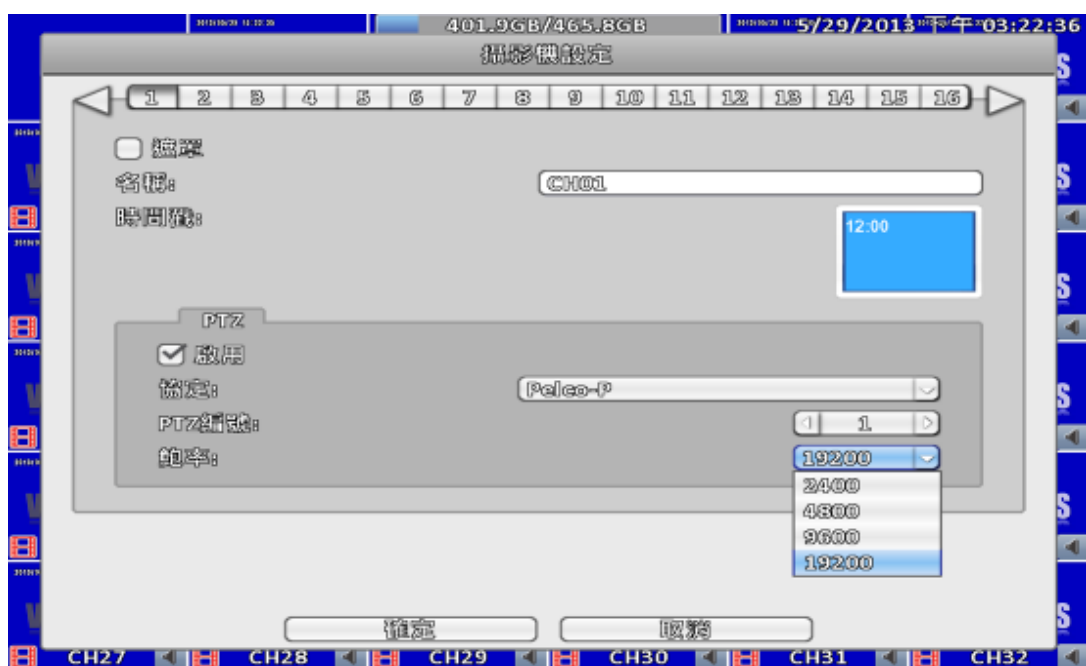 401.9GB/465.8GB 5/29/2013 下午 03:22:36
攝影機設定
1 2 3 4 5 6 7 8 9 10 11 12 13 14 15 16
遮罩
名稱: CH01
時間戳:
12:00
PTZ
啟用
協定: Pelco-P
PTZ編號: 1
鮑率: 19200
2400
4800
9600
19200
確定 取消
CH27 CH28 CH29 CH30 CH31 CH32